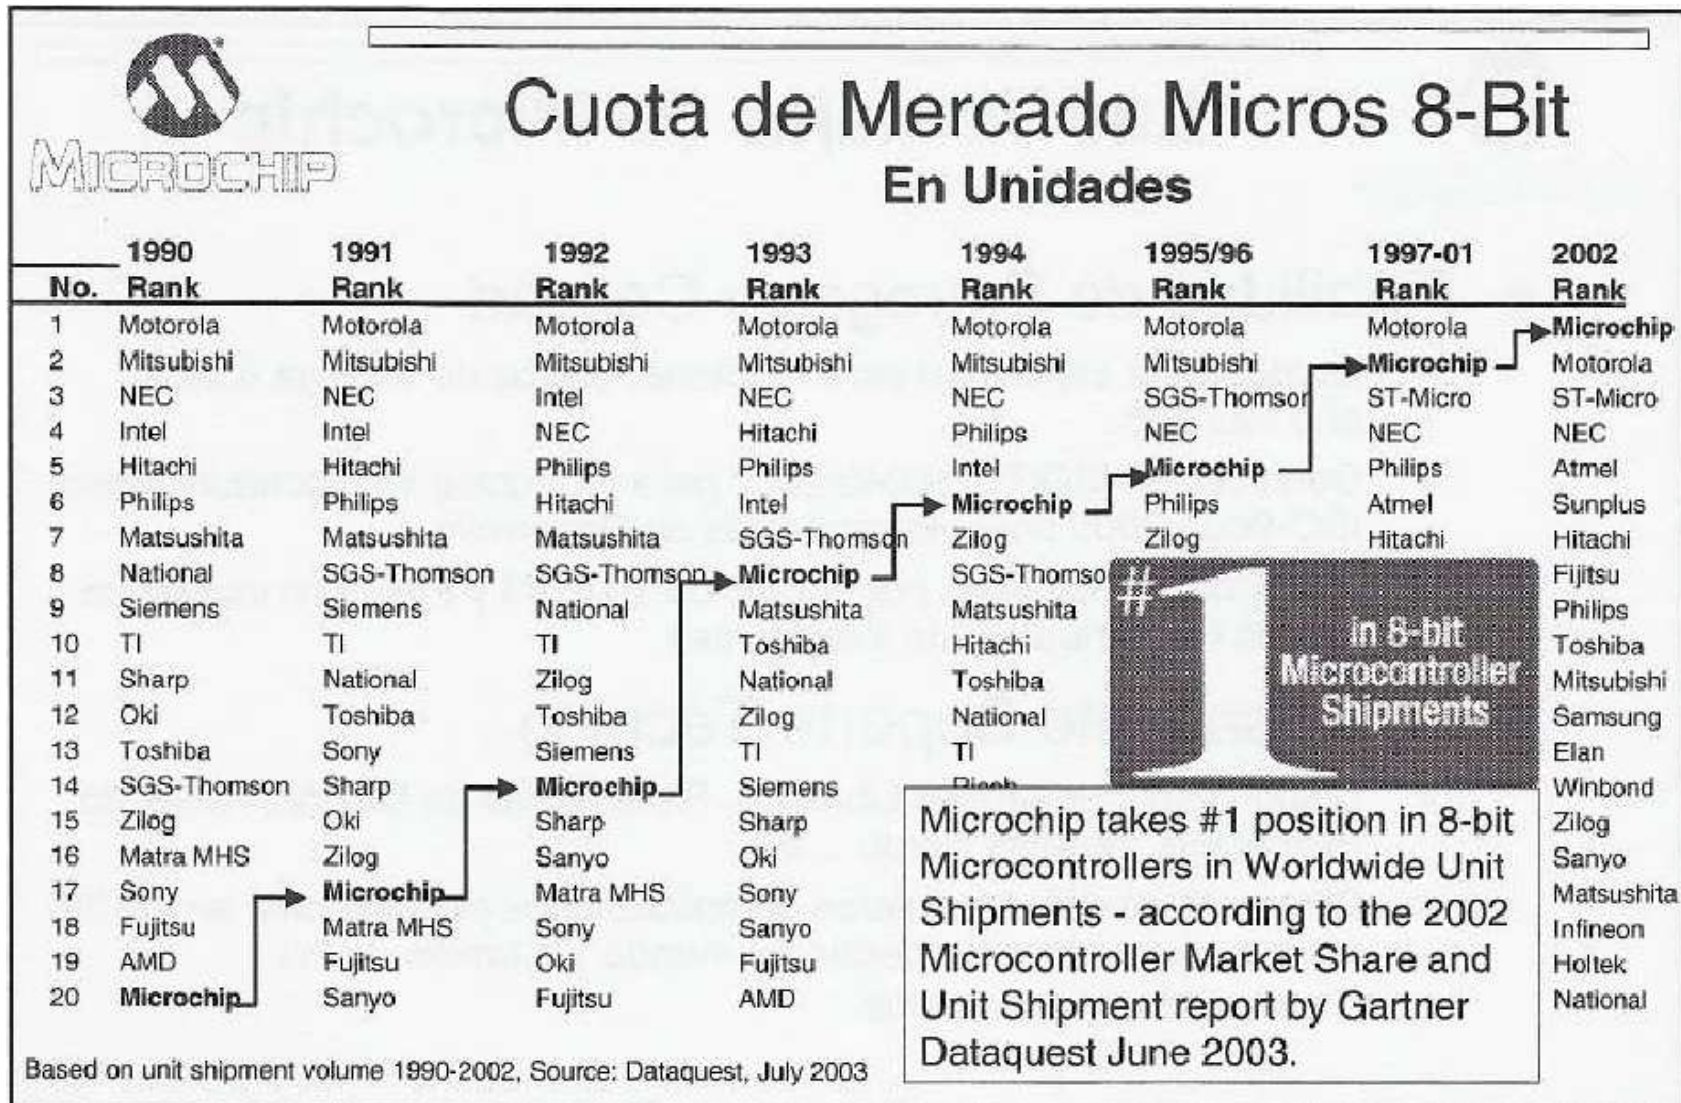 MICROCHIP
Cuota de Mercado Micros 8-Bit
En Unidades
1990 1991 1992 1993 1994 1995/96 1997-01 2002
No. Rank Rank Rank Rank Rank Rank Rank Rank
1 Motorola Motorola Motorola Motorola Motorola Motorola Motorola Microchip
2 Mitsubishi Mitsubishi Mitsubishi Mitsubishi Mitsubishi Mitsubishi Microchip Motorola
3 NEC NEC Intel NEC NEC SGS-Thomson ST-Micro ST-Micro
4 Intel Intel NEC Hitachi Philips NEC NEC NEC
5 Hitachi Hitachi Philips Philips Intel Microchip Philips Atmel
6 Philips Philips Hitachi Intel Microchip Philips Atmel Sunplus
7 Matsushita Matsushita Matsushita SGS-Thomson Zilog Zilog Hitachi Hitachi
8 National SGS-Thomson SGS-Thomson Microchip SGS-Thomso Fijitsu
9 Siemens Siemens National Matsushita Matsushita Philips
10 TI TI TI Toshiba Hitachi Toshiba
11 Sharp National Zilog National Toshiba Mitsubishi
12 Oki Toshiba Toshiba Zilog National Samsung
13 Toshiba Sony Siemens TI TI Elan
14 SGS-Thomson Sharp Microchip Siemens Winbond
15 Zilog Oki Sharp Sharp Zilog
16 Matra MHS Zilog Sanyo Oki Sanyo
17 Sony Microchip Matra MHS Sony Matsushita
18 Fujitsu Matra MHS Sony Sanyo Infineon
19 AMD Fujitsu Oki Fujitsu Holtek
20 Microchip Sanyo Fujitsu AMD National
#1
in 8-bit
Microcontroller
Shipments
Microchip takes #1 position in 8-bit
Microcontrollers in Worldwide Unit
Shipments - according to the 2002
Microcontroller Market Share and
Unit Shipment report by Gartner
Dataquest June 2003.
Based on unit shipment volume 1990-2002, Source: Dataquest, July 2003